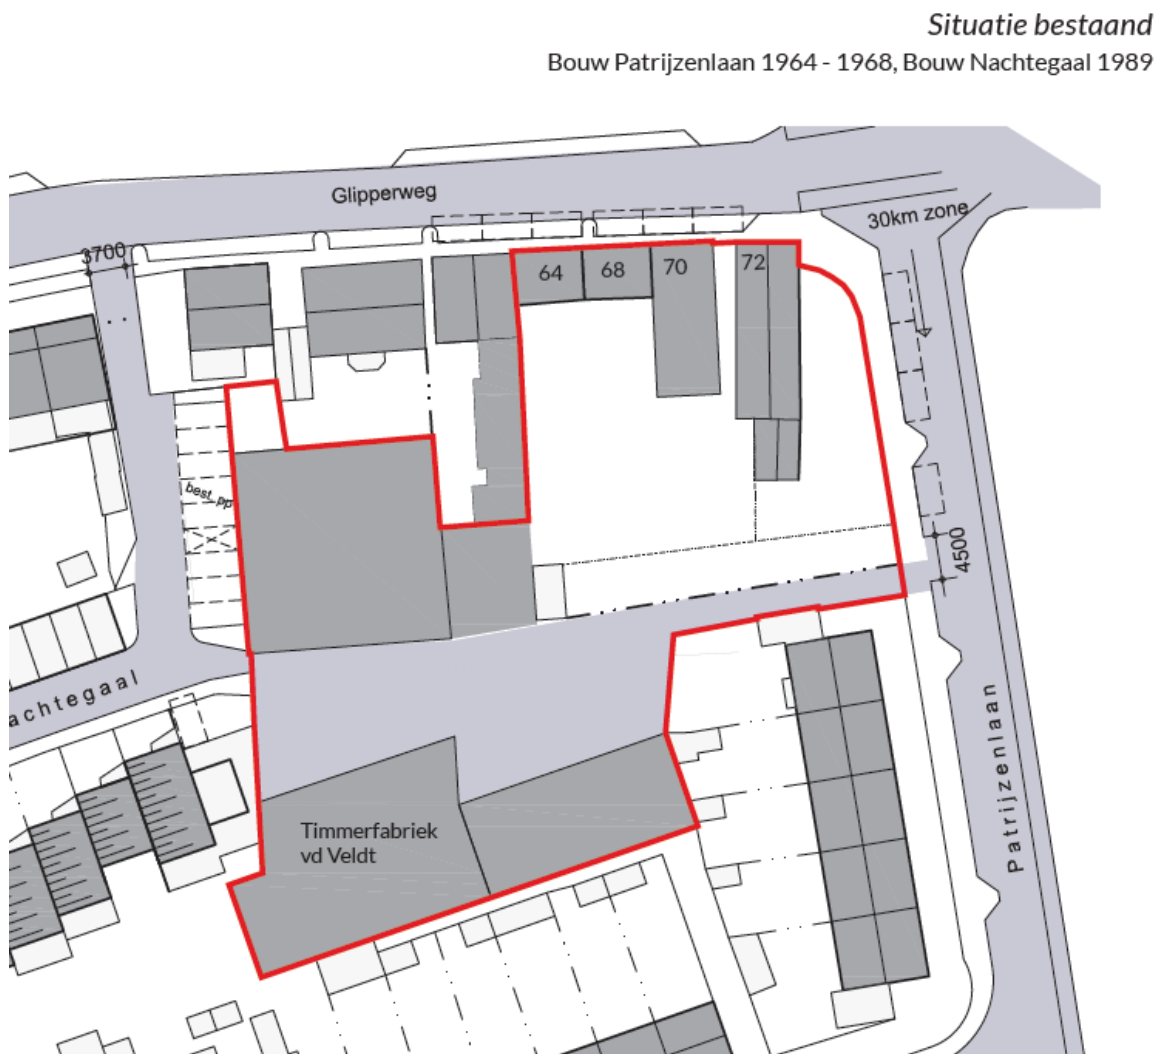 Situatie bestaand
Bouw Patrijzenlaan 1964 - 1968, Bouw Nachtegaal 1989
Glipperweg
30km zone
3700
64
68
70
72
best. pp
4500
achtegaal
Patrijzenlaan
Timmerfabriek
vd Veldt